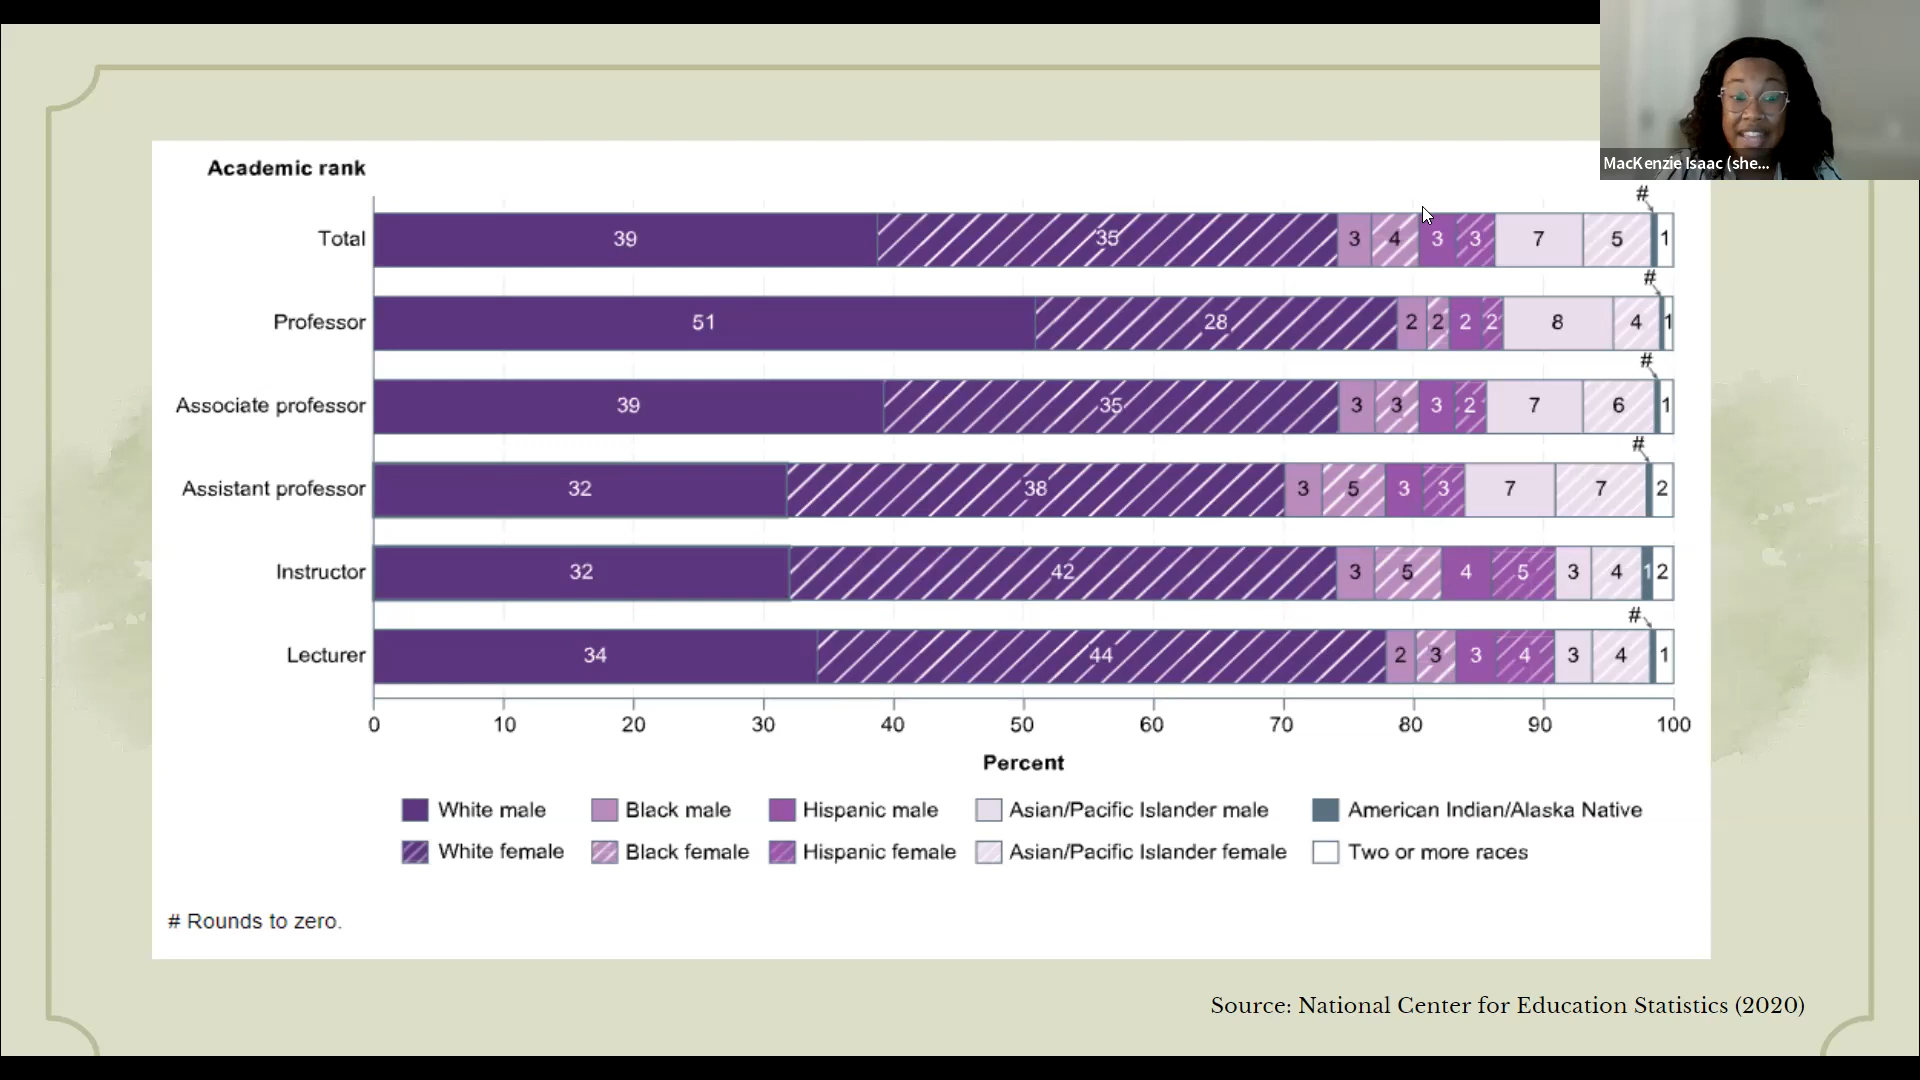 MacKenzie Isaac (she...
Academic rank
#
Total 39 35 3 4 3 3 7 5 1
#
Professor 51 28 2 2 2 2 8 4 1
#
Associate professor 39 35 3 3 3 2 7 6 1
#
Assistant professor 32 38 3 5 3 3 7 7 2
Instructor 32 42 3 5 4 5 3 4 1 2
#
Lecturer 34 44 2 3 3 4 3 4 1
0 10 20 30 40 50 60 70 80 90 100
Percent
White male Black male Hispanic male Asian/Pacific Islander male American Indian/Alaska Native
White female Black female Hispanic female Asian/Pacific Islander female Two or more races
# Rounds to zero.
Source: National Center for Education Statistics (2020)